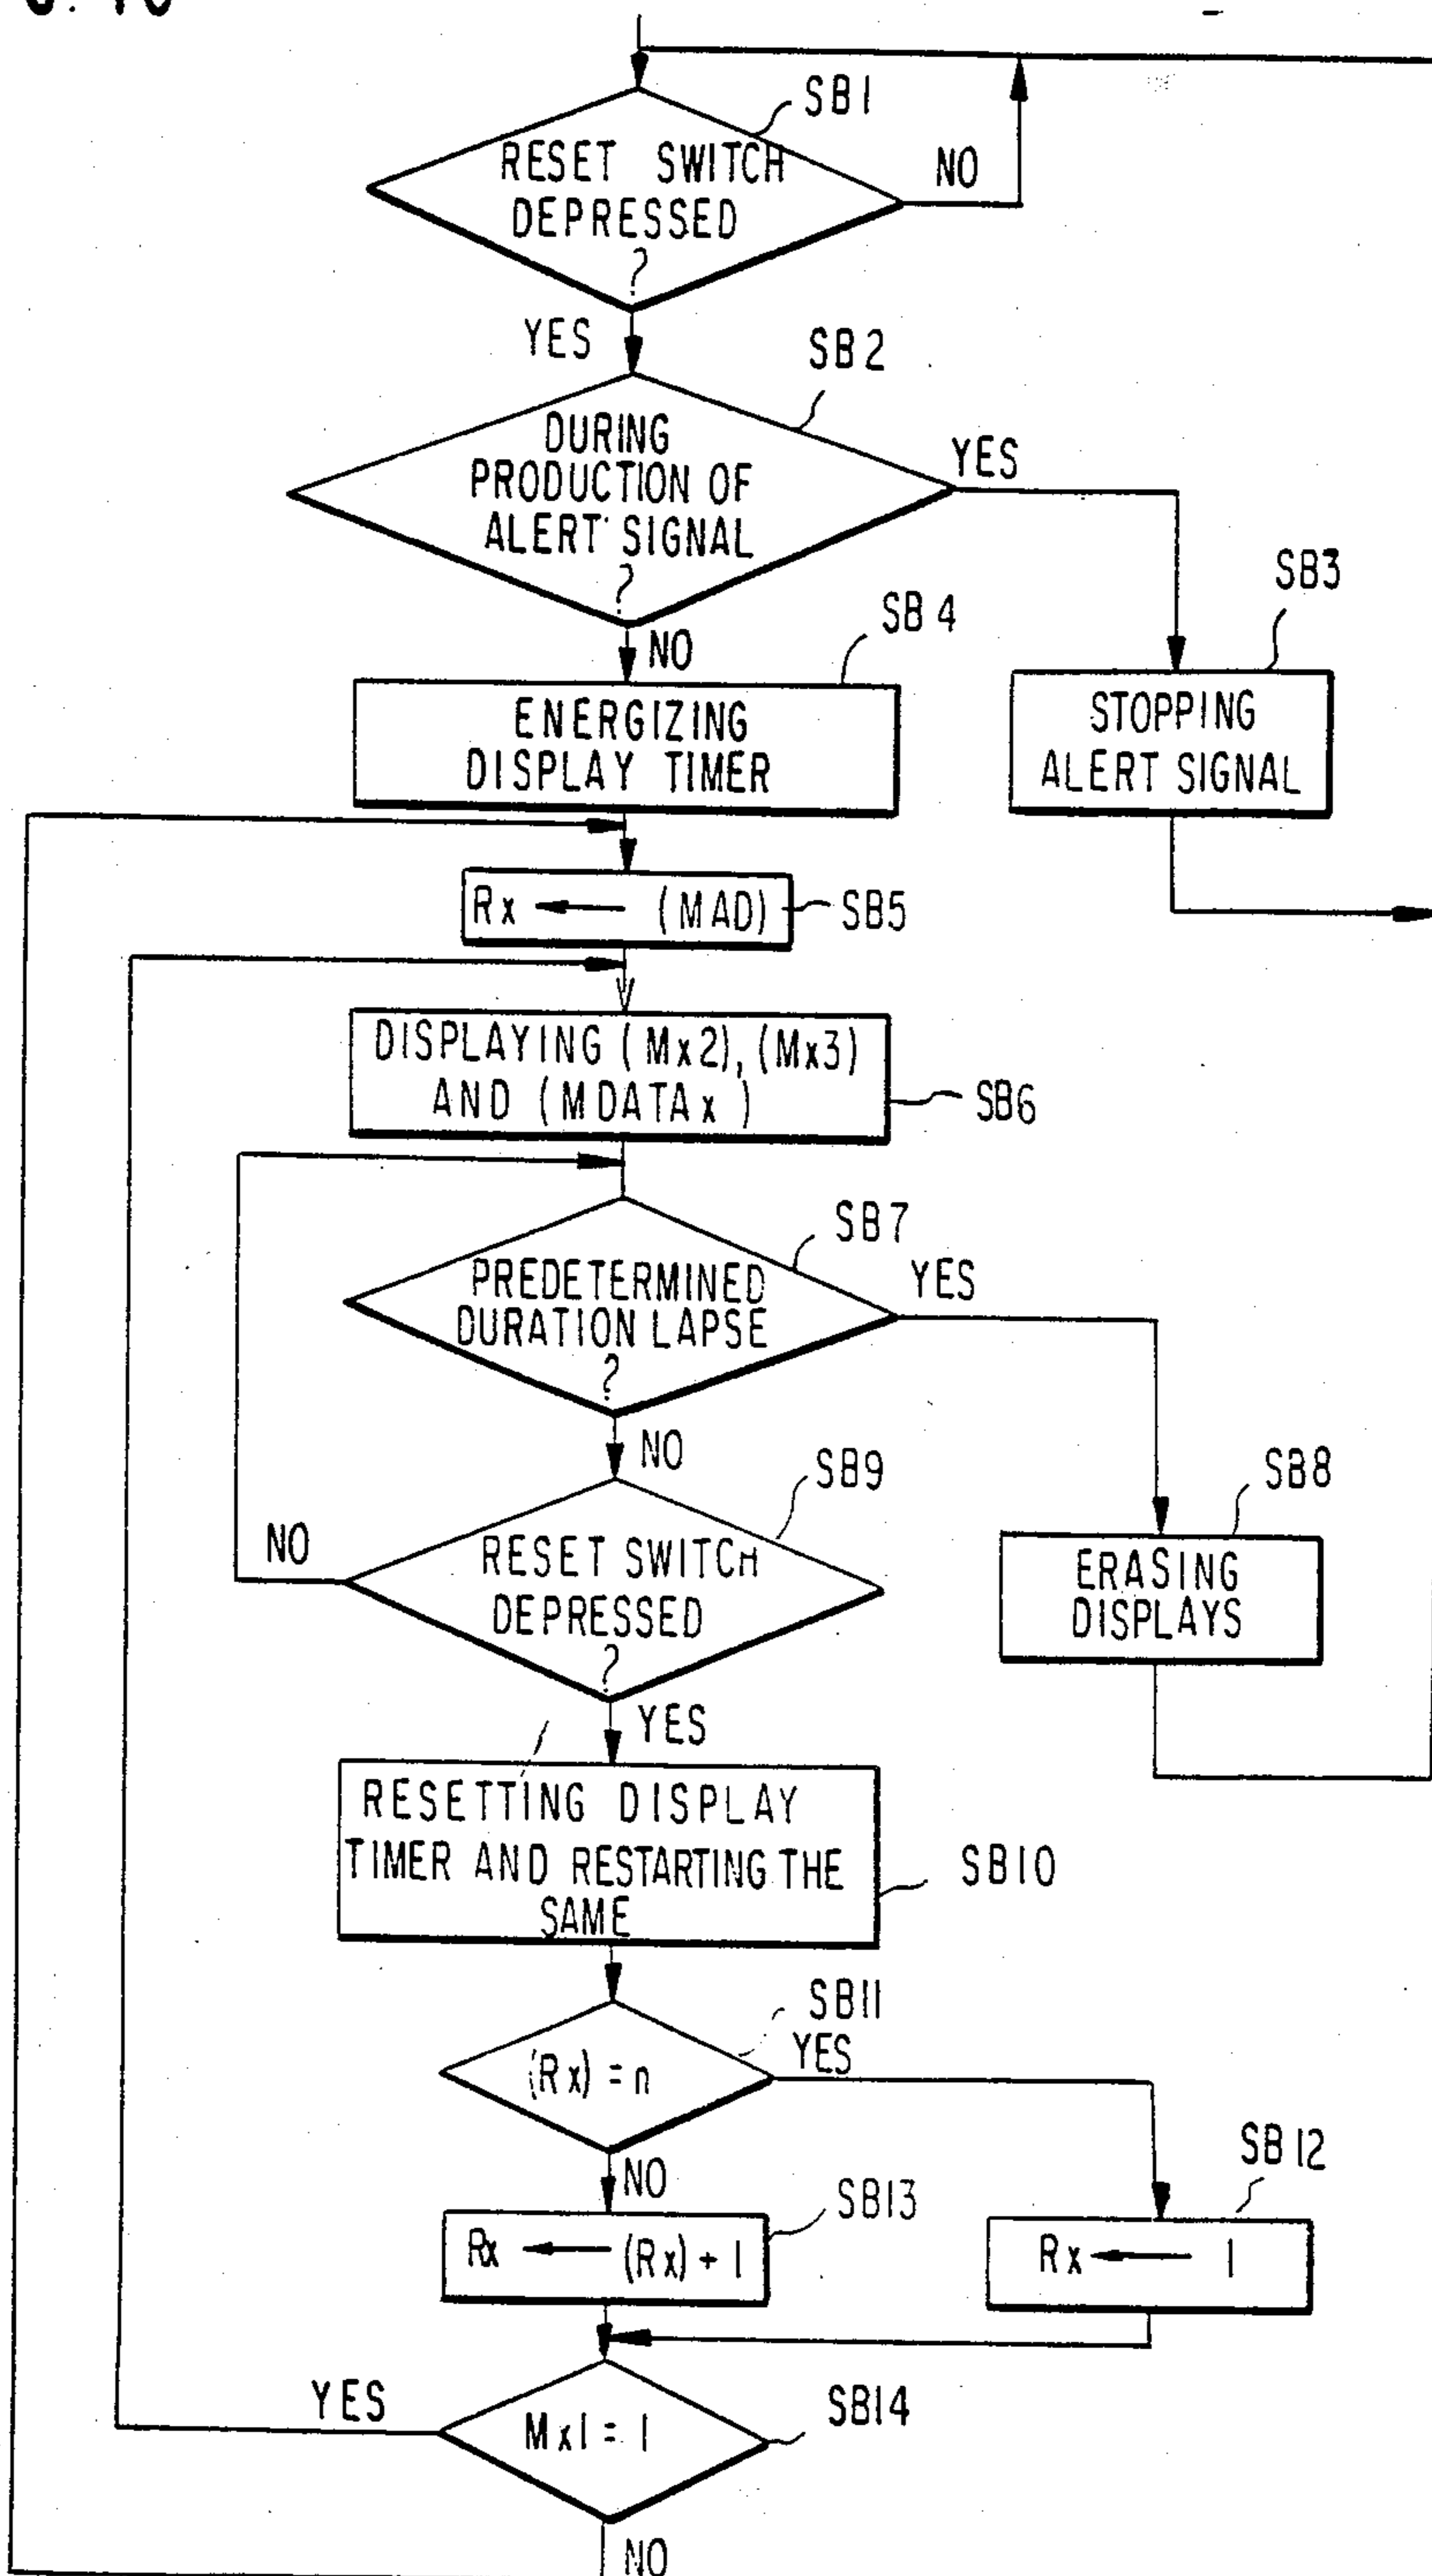 SB1
RESET SWITCH
DEPRESSED
?
NO
YES
SB2
DURING
PRODUCTION OF
ALERT SIGNAL
?
YES
NO
SB3
STOPPING
ALERT SIGNAL
SB4
ENERGIZING
DISPLAY TIMER
Rx ← (MAD)
SB5
DISPLAYING (Mx2), (Mx3)
AND (MDATAx)
SB6
SB7
PREDETERMINED
DURATION LAPSE
?
YES
NO
SB8
ERASING
DISPLAYS
SB9
RESET SWITCH
DEPRESSED
?
NO
YES
RESETTING DISPLAY
TIMER AND RESTARTING THE
SAME
SB10
SB11
(Rx) = n
YES
NO
SB12
Rx ← 1
SB13
Rx ← (Rx) + 1
SB14
Mx1 = 1
YES
NO